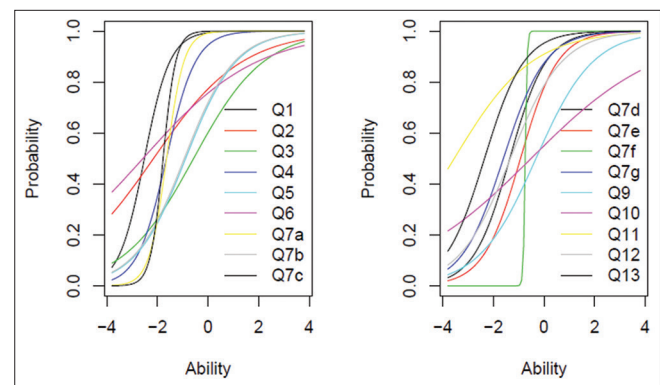 1.0
0.8
0.6
0.4
0.2
0.0
Probability
Q1
Q2
Q3
Q4
Q5
Q6
Q7a
Q7b
Q7c
−4 −2 0 2 4
Ability
1.0
0.8
0.6
0.4
0.2
0.0
Probability
Q7d
Q7e
Q7f
Q7g
Q9
Q10
Q11
Q12
Q13
−4 −2 0 2 4
Ability